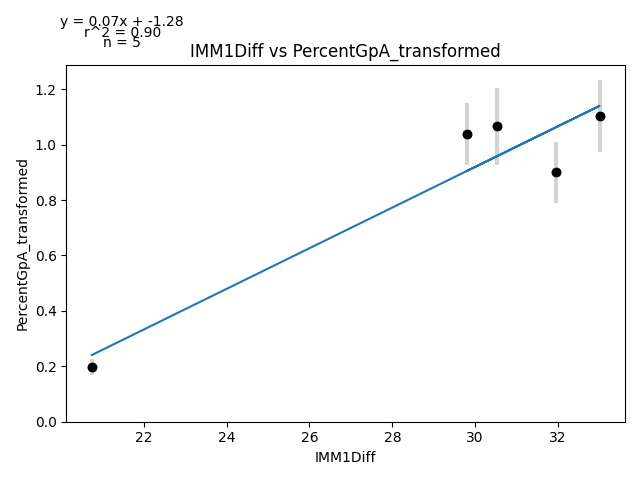 y = 0.07x + -1.28
r^2 = 0.90
n = 5
IMM1Diff vs PercentGpA_transformed
PercentGpA_transformed
1.2
1.0
0.8
0.6
0.4
0.2
0.0
22 24 26 28 30 32
IMM1Diff